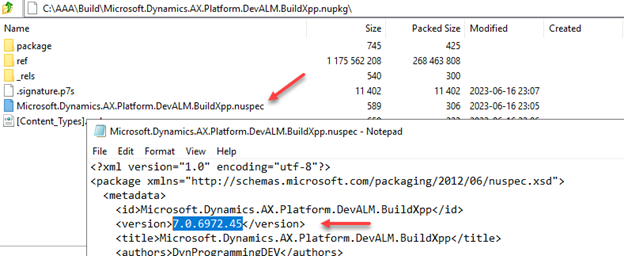 C:\AAA\Build\Microsoft.Dynamics.AX.Platform.DevALM.BuildXpp.nupkg\
Name Size Packed Size Modified Created
package 745 425
ref 1 175 562 208 268 463 808
_rels 540 300
.signature.p7s 11 402 11 402 2023-06-16 23:07
Microsoft.Dynamics.AX.Platform.DevALM.BuildXpp.nuspec 589 306 2023-06-16 23:05
[Content_Types]
Microsoft.Dynamics.AX.Platform.DevALM.BuildXpp.nuspec - Notepad
File Edit Format View Help
<?xml version="1.0" encoding="utf-8"?>
<package xmlns="http://schemas.microsoft.com/packaging/2012/06/nuspec.xsd">
<metadata>
<id>Microsoft.Dynamics.AX.Platform.DevALM.BuildXpp</id>
<version>7.0.6972.45</version>
<title>Microsoft.Dynamics.AX.Platform.DevALM.BuildXpp</title>
<authors>DynProgrammingDEV</authors>